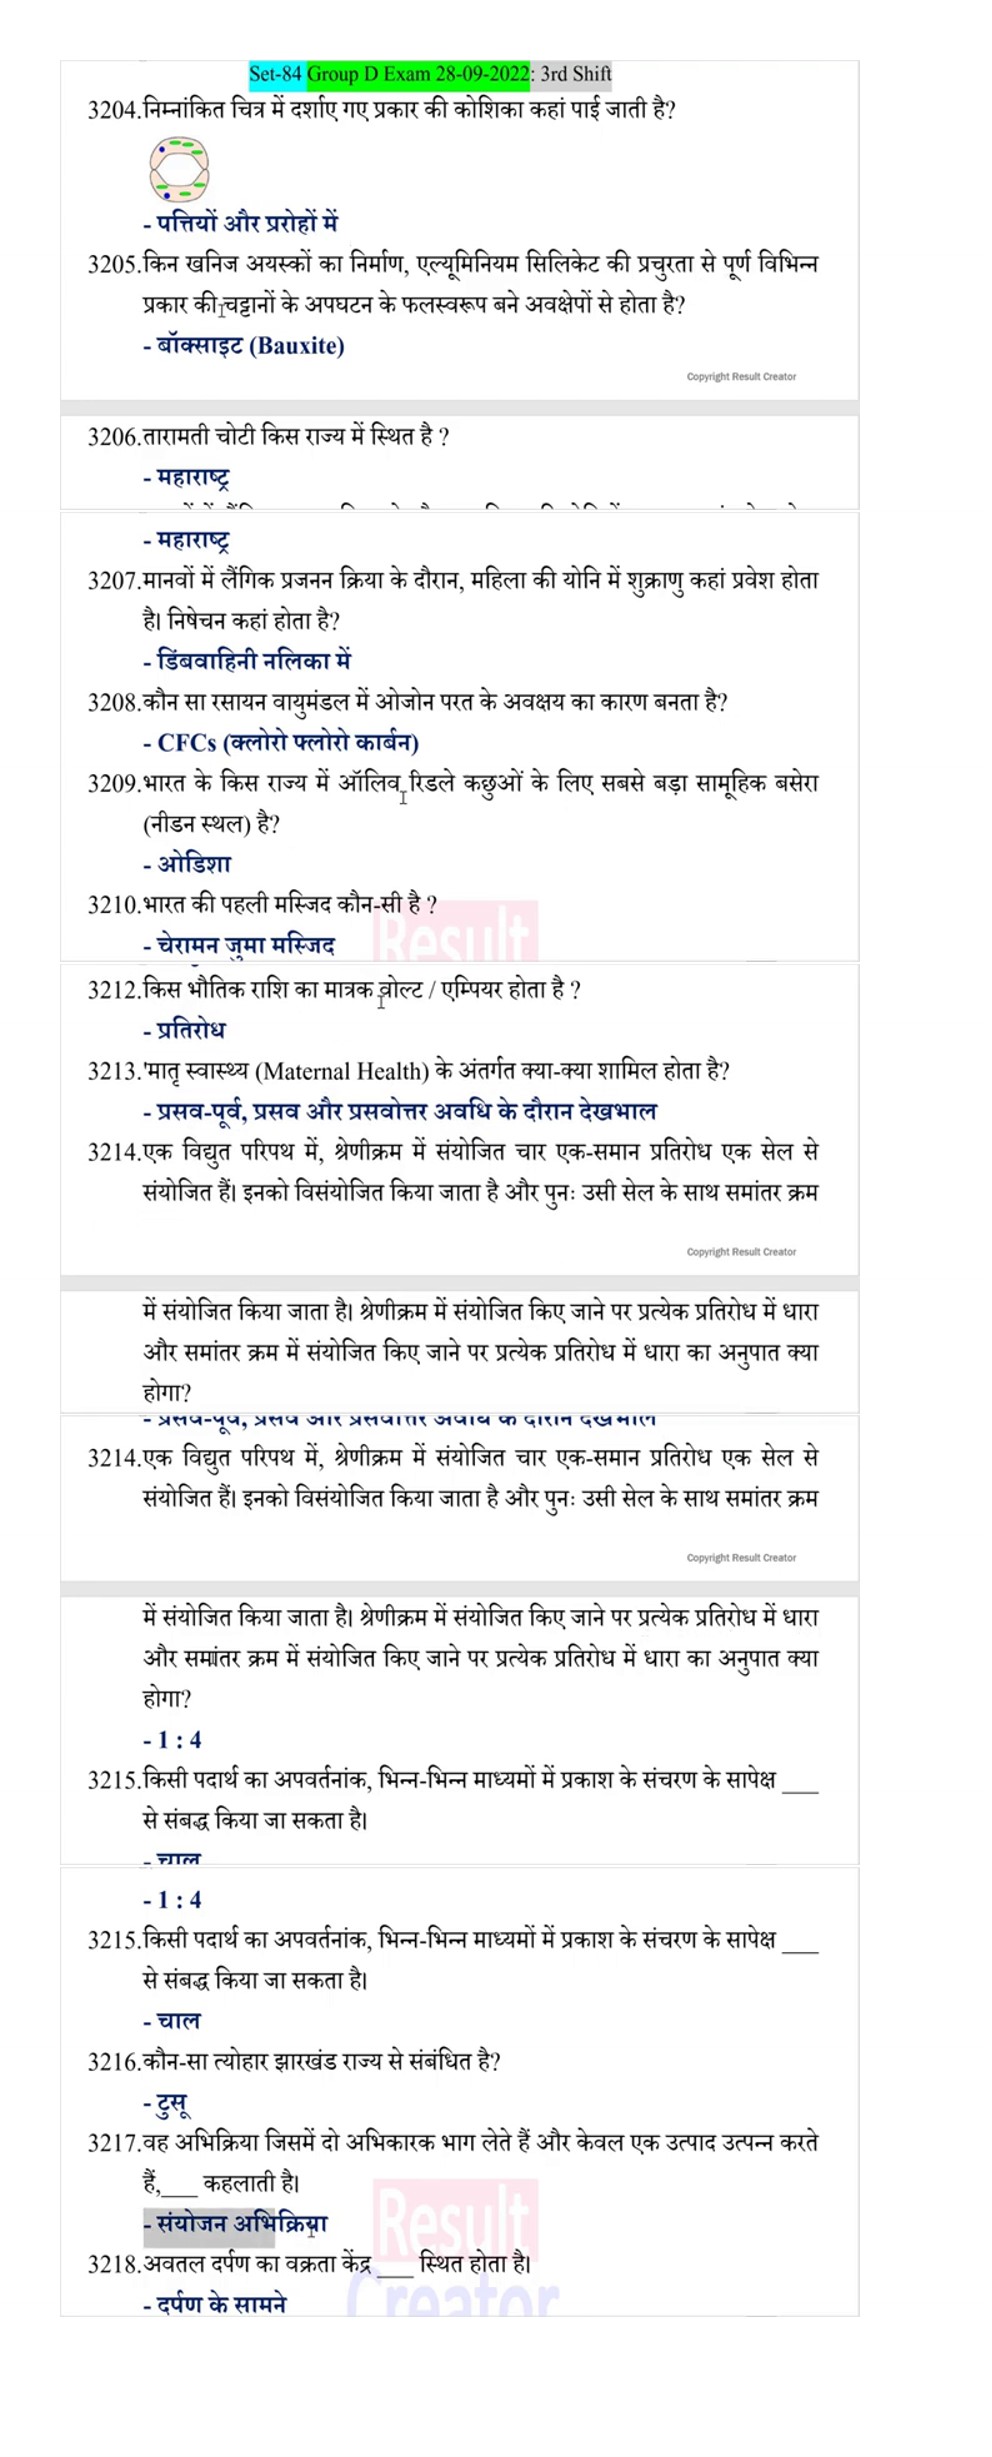 Set-84 Group D Exam 28-09-2022: 3rd Shift
3204.निम्नांकित चित्र में दर्शाए गए प्रकार की कोशिका कहां पाई जाती है?
- पत्तियों और प्ररोहों में
3205.किन खनिज अयस्कों का निर्माण, एल्यूमिनियम सिलिकेट की प्रचुरता से पूर्ण विभिन्न
प्रकार की चट्टानों के अपघटन के फलस्वरूप बने अवक्षेपों से होता है?
- बॉक्साइट (Bauxite)
Copyright Result Creator
3206.तारामती चोटी किस राज्य में स्थित है ?
- महाराष्ट्र
- महाराष्ट्र
3207.मानवों में लैंगिक प्रजनन क्रिया के दौरान, महिला की योनि में शुक्राणु कहां प्रवेश होता
है। निषेचन कहां होता है?
- डिंबवाहिनी नलिका में
3208.कौन सा रसायन वायुमंडल में ओजोन परत के अवक्षय का कारण बनता है?
- CFCs (क्लोरो फ्लोरो कार्बन)
3209.भारत के किस राज्य में ऑलिव रिडले कछुओं के लिए सबसे बड़ा सामूहिक बसेरा
(नीडन स्थल) है?
- ओडिशा
3210.भारत की पहली मस्जिद कौन-सी है ?
- चेरामन जुमा मस्जिद
Result
3212.किस भौतिक राशि का मात्रक वोल्ट / एम्पियर होता है ?
- प्रतिरोध
3213.'मातृ स्वास्थ्य (Maternal Health) के अंतर्गत क्या-क्या शामिल होता है?
- प्रसव-पूर्व, प्रसव और प्रसवोत्तर अवधि के दौरान देखभाल
3214.एक विद्युत परिपथ में, श्रेणीक्रम में संयोजित चार एक-समान प्रतिरोध एक सेल से
संयोजित हैं। इनको विसंयोजित किया जाता है और पुनः उसी सेल के साथ समांतर क्रम
Copyright Result Creator
में संयोजित किया जाता है। श्रेणीक्रम में संयोजित किए जाने पर प्रत्येक प्रतिरोध में धारा
और समांतर क्रम में संयोजित किए जाने पर प्रत्येक प्रतिरोध में धारा का अनुपात क्या
होगा?
- प्रसव-पूर्व, प्रसव और प्रसवोत्तर अवधि के दौरान देखभाल
3214.एक विद्युत परिपथ में, श्रेणीक्रम में संयोजित चार एक-समान प्रतिरोध एक सेल से
संयोजित हैं। इनको विसंयोजित किया जाता है और पुनः उसी सेल के साथ समांतर क्रम
Copyright Result Creator
में संयोजित किया जाता है। श्रेणीक्रम में संयोजित किए जाने पर प्रत्येक प्रतिरोध में धारा
और समांतर क्रम में संयोजित किए जाने पर प्रत्येक प्रतिरोध में धारा का अनुपात क्या
होगा?
- 1 : 4
3215.किसी पदार्थ का अपवर्तनांक, भिन्न-भिन्न माध्यमों में प्रकाश के संचरण के सापेक्ष ___
से संबद्ध किया जा सकता है।
- चाल
- 1 : 4
3215.किसी पदार्थ का अपवर्तनांक, भिन्न-भिन्न माध्यमों में प्रकाश के संचरण के सापेक्ष ___
से संबद्ध किया जा सकता है।
- चाल
3216.कौन-सा त्योहार झारखंड राज्य से संबंधित है?
- टुसू
3217.वह अभिक्रिया जिसमें दो अभिकारक भाग लेते हैं और केवल एक उत्पाद उत्पन्न करते
हैं,___ कहलाती है।
- संयोजन अभिक्रिया
Result
3218.अवतल दर्पण का वक्रता केंद्र ___ स्थित होता है।
- दर्पण के सामने
Creator